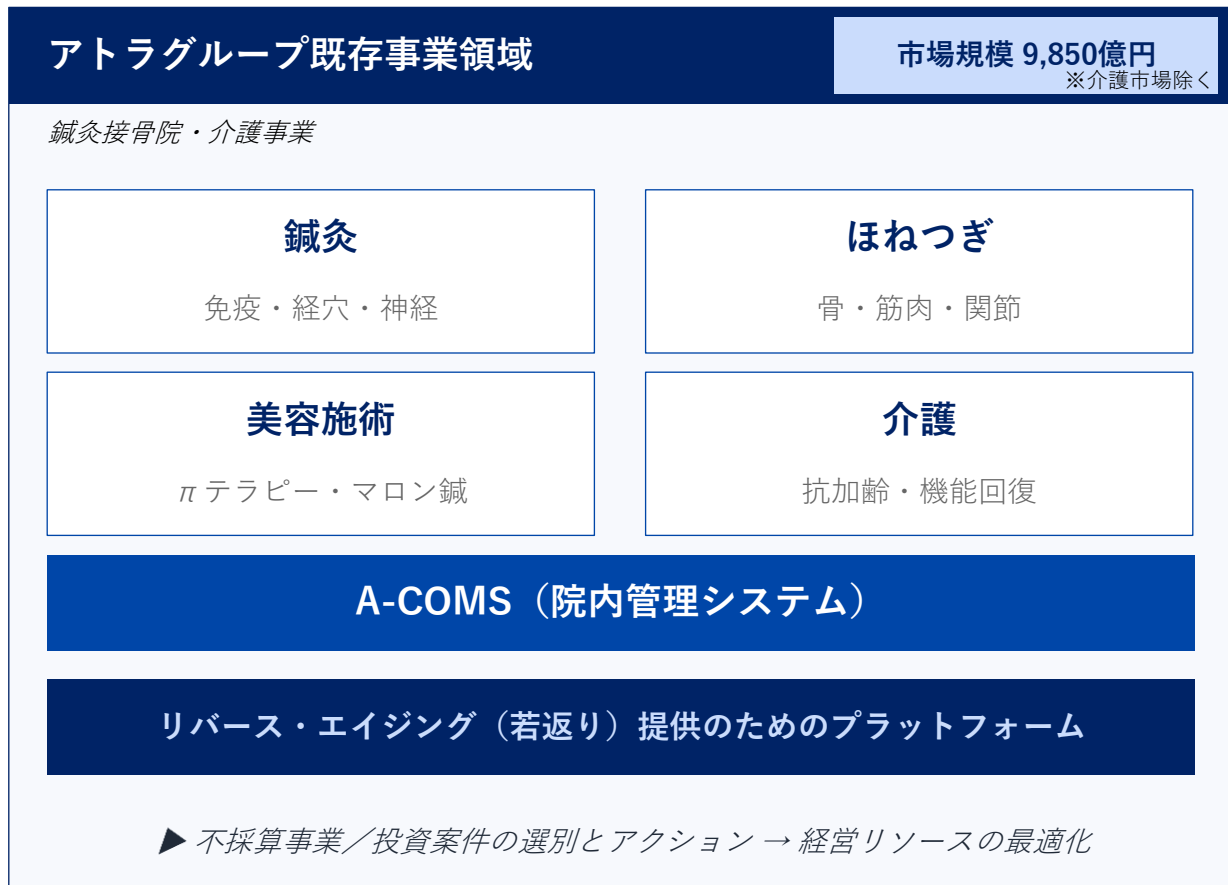 アトラグループ既存事業領域
市場規模 9,850億円
※介護市場除く
鍼灸接骨院・介護事業
鍼灸
免疫・経穴・神経
ほねつぎ
骨・筋肉・関節
美容施術
πテラピー・マロン鍼
介護
抗加齢・機能回復
A-COMS（院内管理システム）
リバース・エイジング（若返り）提供のためのプラットフォーム
▶ 不採算事業／投資案件の選別とアクション → 経営リソースの最適化